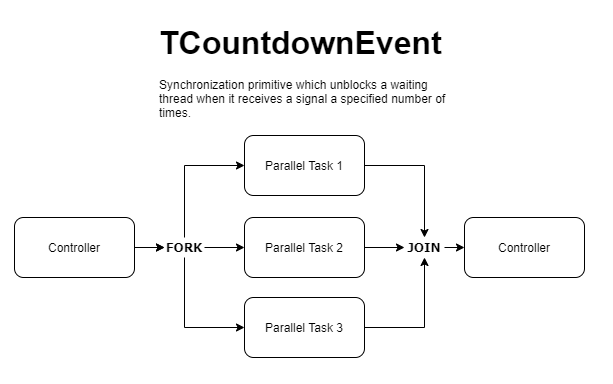 TCountdownEvent
Synchronization primitive which unblocks a waiting
thread when it receives a signal a specified number of
times.
Parallel Task 1
Controller
FORK
Parallel Task 2
JOIN
Controller
Parallel Task 3